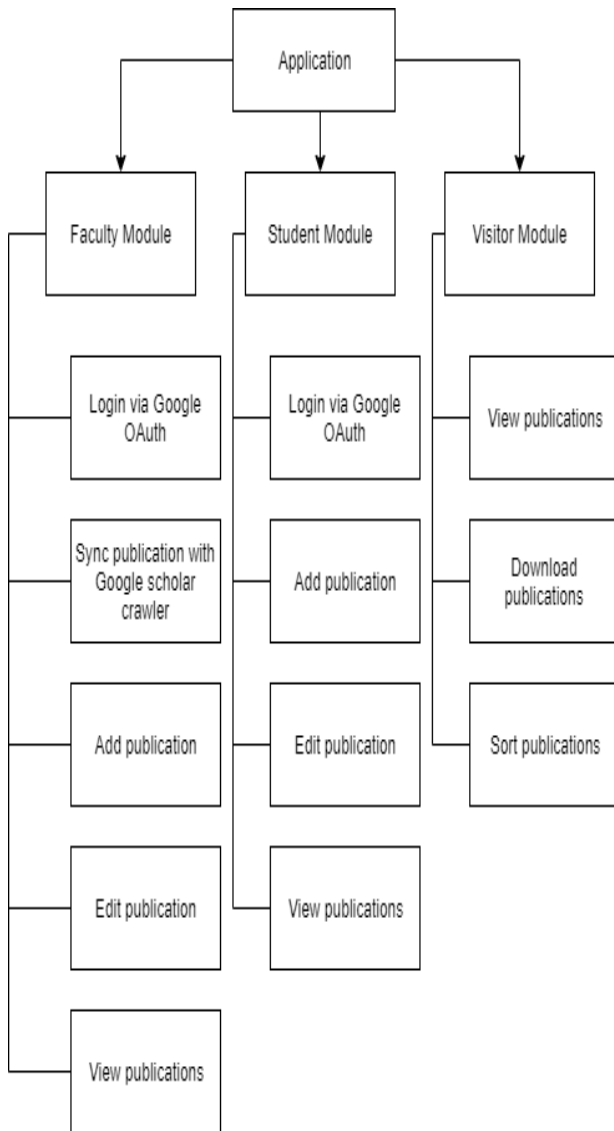 Application
Faculty Module
Student Module
Visitor Module
Login via Google
OAuth
Login via Google
OAuth
View publications
Sync publication with
Google scholar
crawler
Add publication
Download
publications
Add publication
Edit publication
Sort publications
Edit publication
View publications
View publications